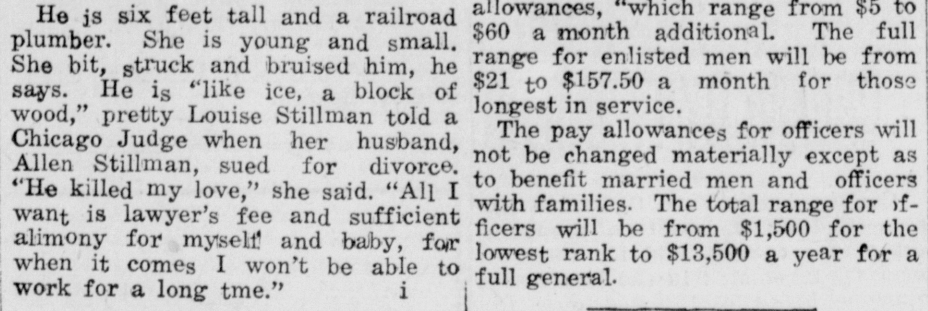 He js six feet tall and a railroad
plumber. She is young and small.
She bit, struck and bruised him, he
says. He is "like ice, a block of
wood," pretty Louise Stillman told a
Chicago Judge when her husband,
Allen Stillman, sued for divorce.
"He killed my love," she said. "All I
want is lawyer's fee and sufficient
alimony for myself and baby, for
when it comes I won't be able to
work for a long tme." i
allowances, "which range from $5 to
$60 a month additional. The full
range for enlisted men will be from
$21 to $157.50 a month for those
longest in service.
The pay allowances for officers will
not be changed materially except as
to benefit married men and officers
with families. The total range for of-
ficers will be from $1,500 for the
lowest rank to $13,500 a year for a
full general.